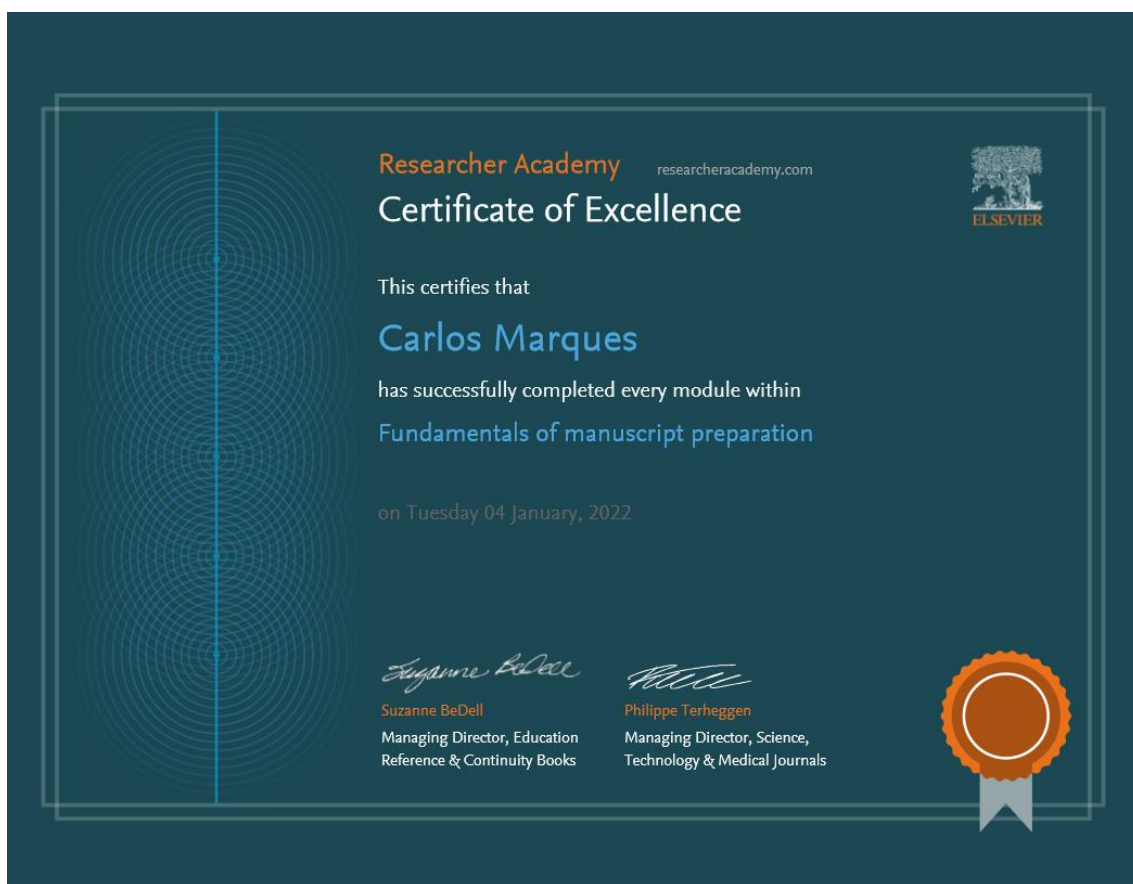 Researcher Academy researcheracademy.com
Certificate of Excellence
ELSEVIER
This certifies that
Carlos Marques
has successfully completed every module within
Fundamentals of manuscript preparation
on Tuesday 04 January, 2022
Suzanne BeDell
Suzanne BeDell
Managing Director, Education
Reference & Continuity Books
Philippe Terheggen
Managing Director, Science,
Technology & Medical Journals